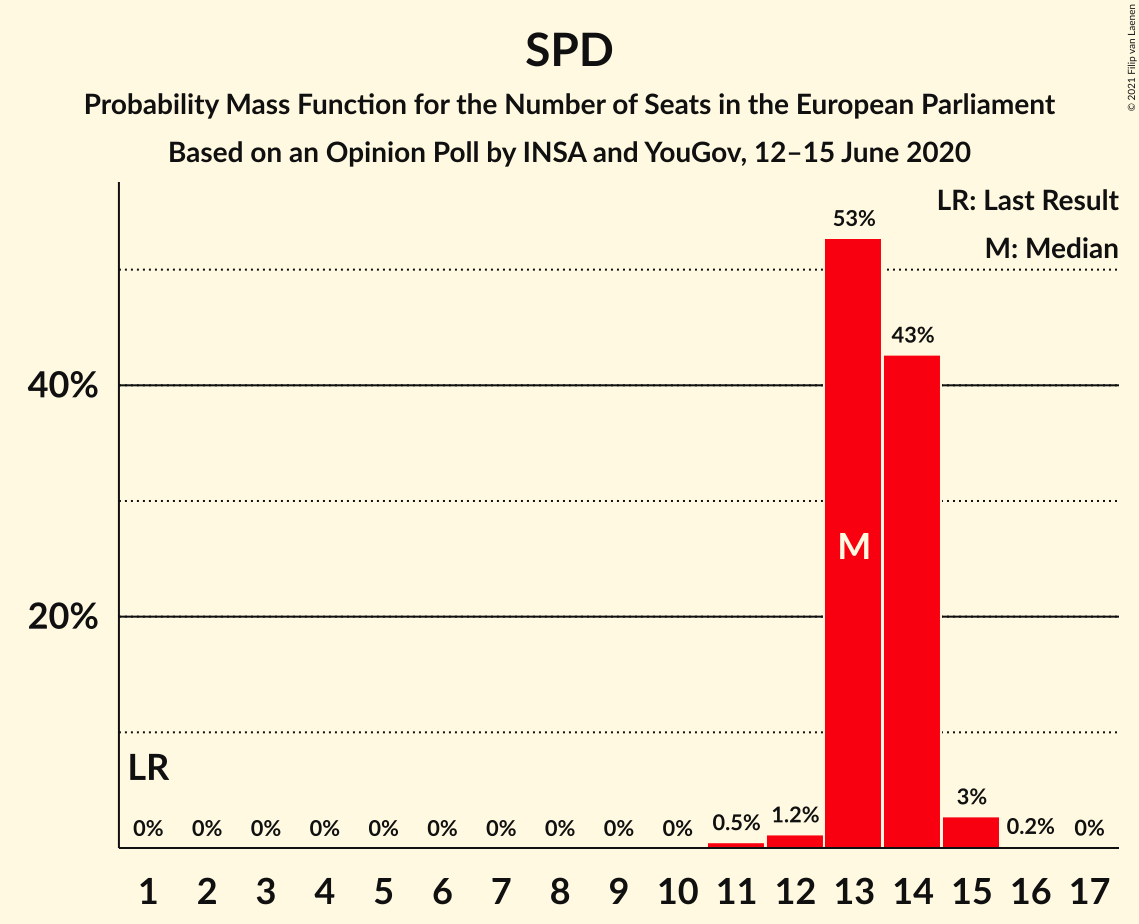 SPD
Probability Mass Function for the Number of Seats in the European Parliament
Based on an Opinion Poll by INSA and YouGov, 12–15 June 2020
© 2021 Filip van Laenen
LR: Last Result
M: Median
53%
43%
40%
M
20%
LR
0% 0% 0% 0% 0% 0% 0% 0% 0% 0% 0.5% 1.2% 3% 0.2% 0%
1 2 3 4 5 6 7 8 9 10 11 12 13 14 15 16 17